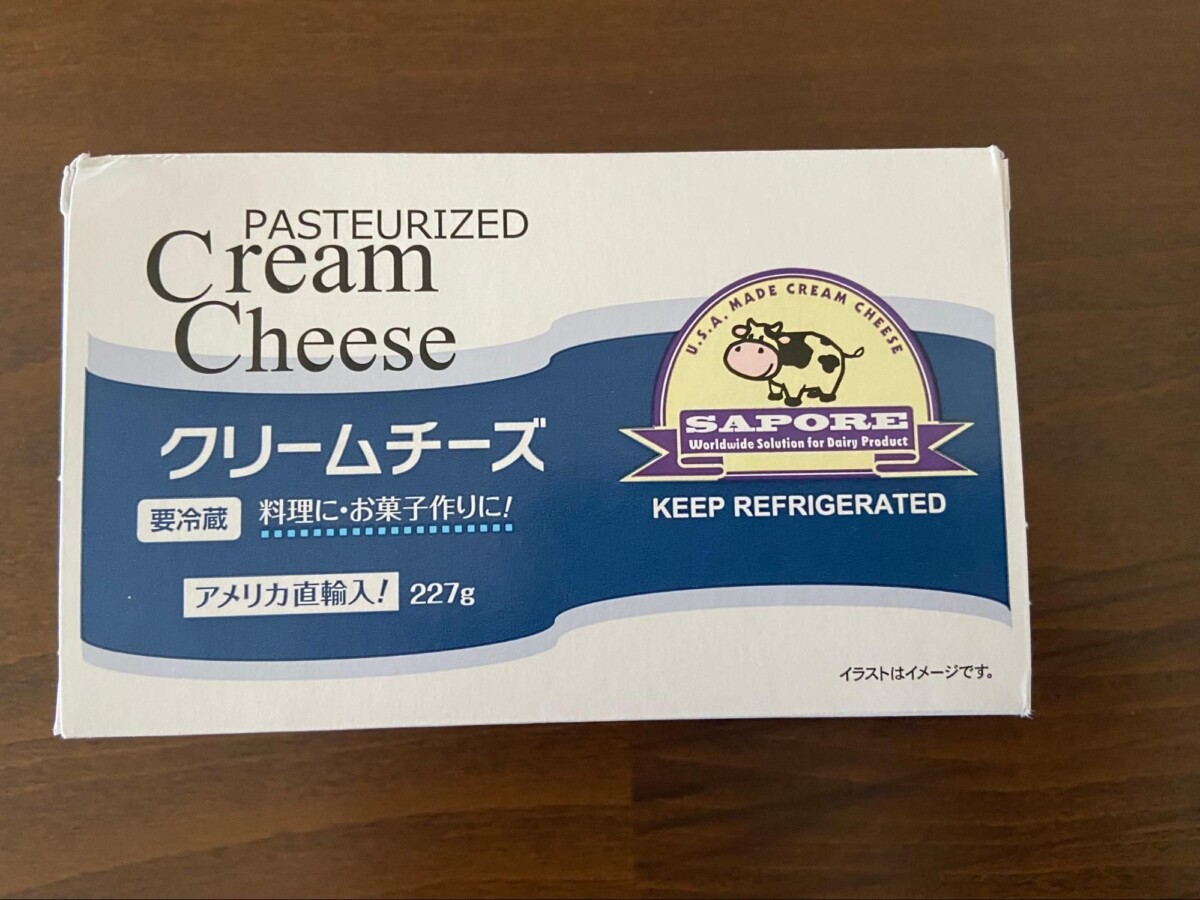 PASTEURIZED
Cream
Cheese
クリームチーズ
要冷蔵 料理に・お菓子作りに!
アメリカ直輸入! 227g
U.S.A. MADE CREAM CHEESE
SAPORE
Worldwide Solution for Dairy Product
KEEP REFRIGERATED
イラストはイメージです。